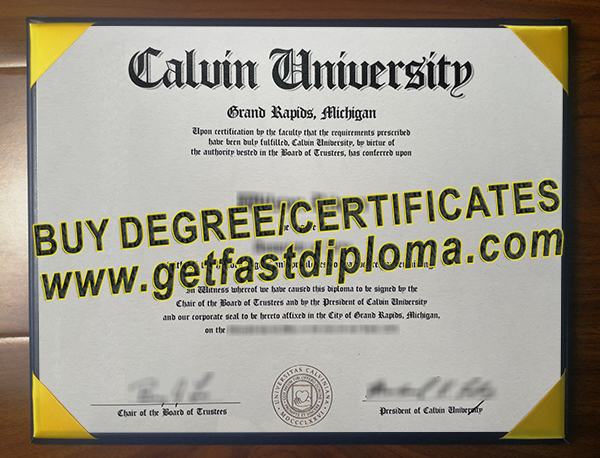 Calvin University
Grand Rapids, Michigan
Upon certification by the faculty that the requirements prescribed
have been duly fulfilled, Calvin University, by virtue of
the authority vested in the Board of Trustees, has conferred upon
BUY DEGREE/CERTIFICATES
www.getfastdiploma.com
In Witness whereof we have caused this diploma to be signed by the
Chair of the Board of Trustees and by the President of Calvin University
and our corporate seal to be hereto affixed in the City of Grand Rapids, Michigan,
on the
UNIVERSITAS CALVINIANA
MDCCCLXXVI
Chair of the Board of Trustees
President of Calvin University